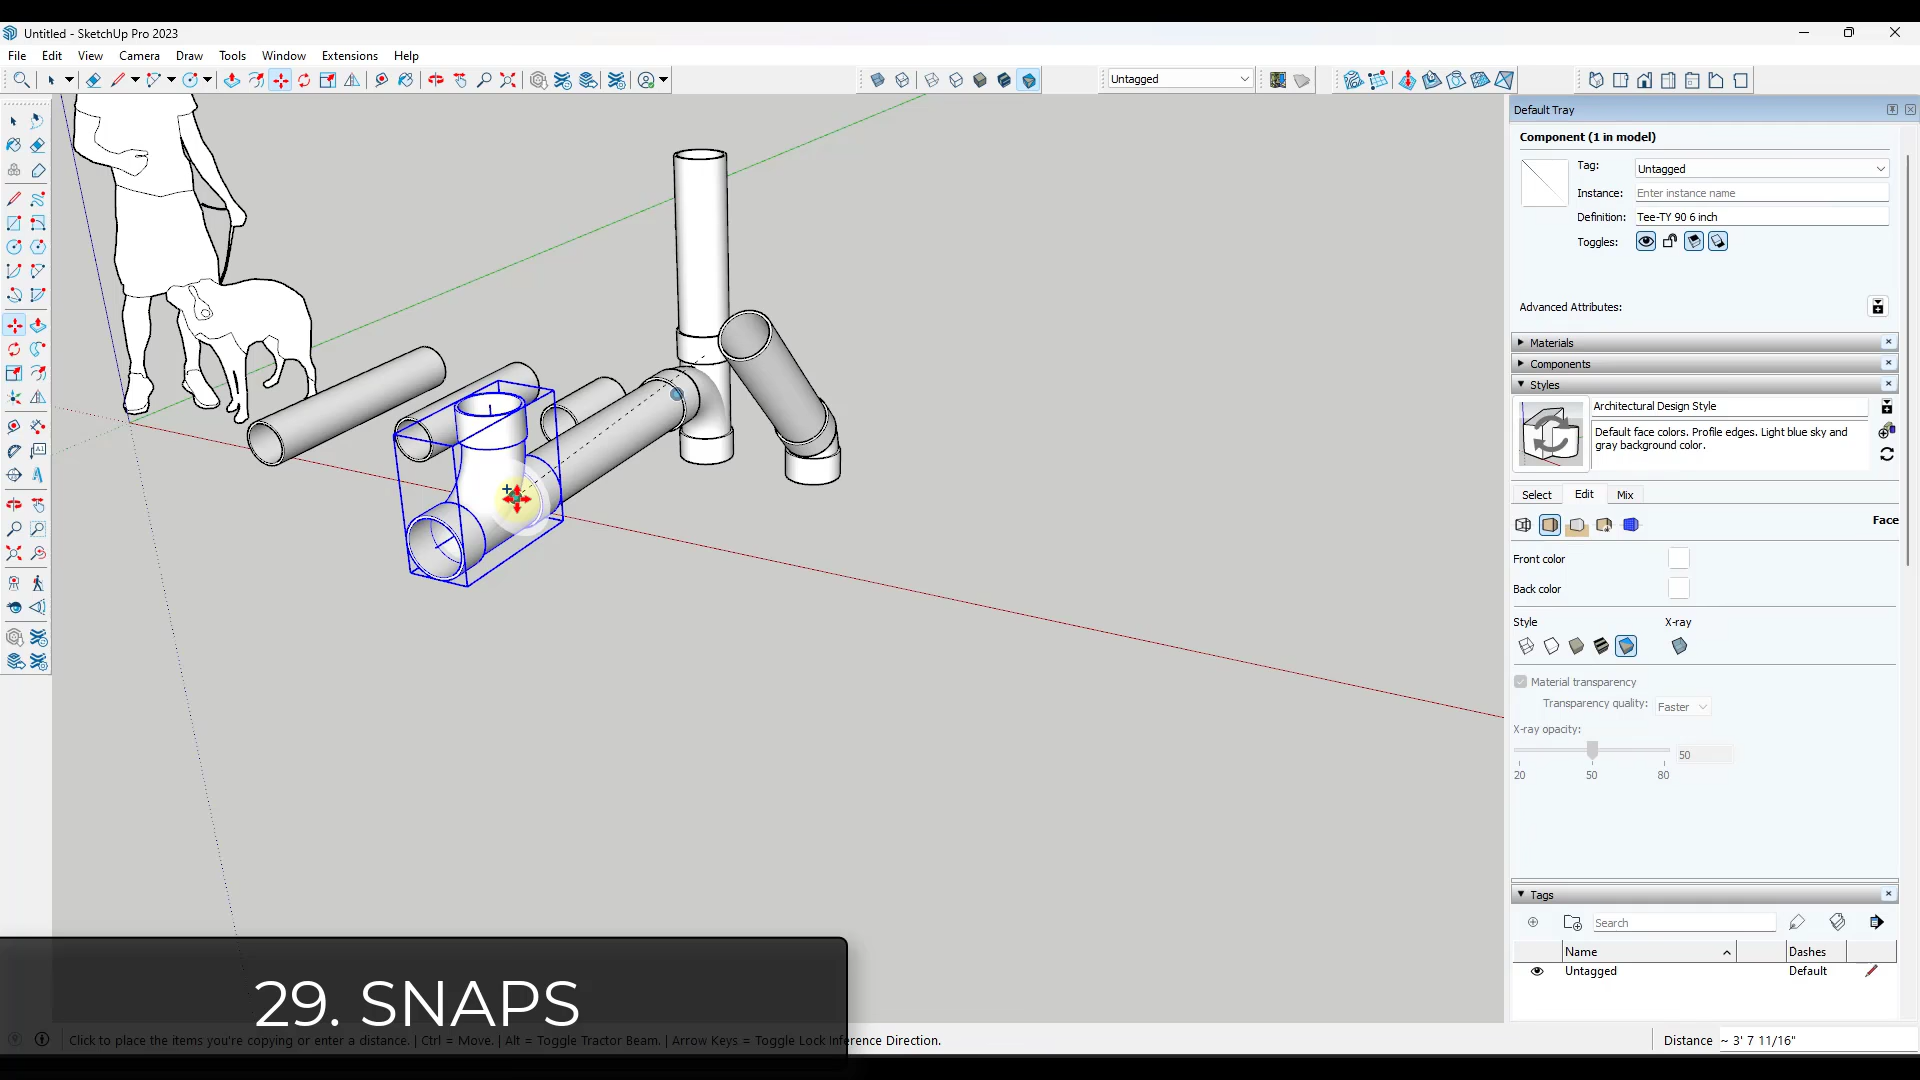 Untitled - SketchUp Pro 2023
File Edit View Camera Draw Tools Window Extensions Help
Untagged
Default Tray
Component (1 in model)
Tag: Untagged
Instance: Enter instance name
Definition: Tee-TY 90 6 inch
Toggles:
Advanced Attributes:
Materials
Components
Styles
Architectural Design Style
Default face colors. Profile edges. Light blue sky and
gray background color.
Select Edit Mix
Face
Front color
Back color
Style X-ray
Material transparency
Transparency quality: Faster
X-ray opacity:
50
20 50 80
Tags
Search
Name Dashes
Untagged Default
29. SNAPS
Click to place the items you're copying or enter a distance. | Ctrl = Move. | Alt = Toggle Tractor Beam. | Arrow Keys = Toggle Lock Inference Direction.
Distance ~ 3' 7 11/16"